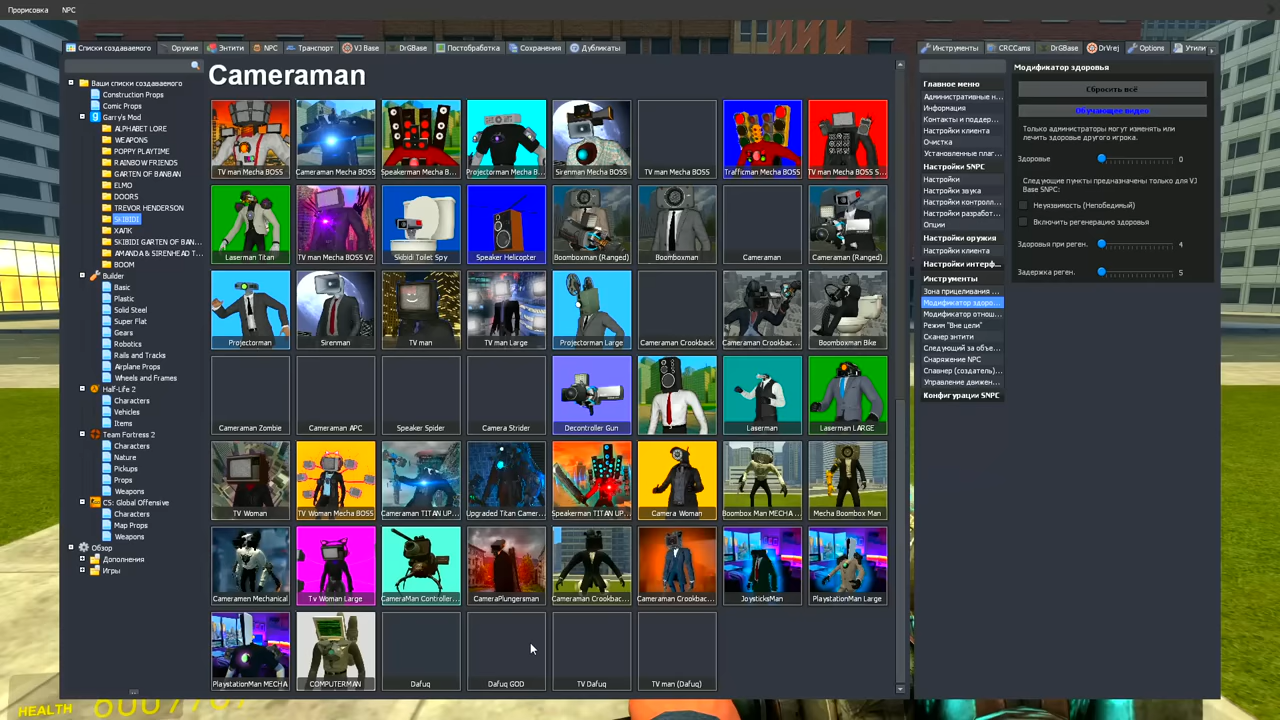 Прорисовка NPC
Списки создаваемого Оружие Энтити NPC Транспорт VJ Base DrGBase Постобработка Сохранения Дубликаты
Ваши списки создаваемого
Construction Props
Comic Props
Garry's Mod
ALPHABET LORE
WEAPONS
POPPY PLAYTIME
RAINBOW FRIENDS
GARTEN OF BANBAN
ELMO
DOORS
TREVOR HENDERSON
SKIBIDI
ХАГІК
SKIBIDI GARTEN OF BAN...
AMANDA & SIRENHEAD T...
BOOM
Builder
Basic
Plastic
Solid Steel
Super Flat
Gears
Robotics
Rails and Tracks
Airplane Props
Wheels and Frames
Half-Life 2
Characters
Vehicles
Items
Team Fortress 2
Characters
Nature
Pickups
Props
Weapons
CS: Global Offensive
Characters
Map Props
Weapons
Обзор
Дополнения
Игры
Cameraman
TV man Mecha BOSS Cameraman Mecha BOSS Speakerman Mecha B... Projectorman Mecha B... Sirenman Mecha BOSS TV man Mecha BOSS Trafficman Mecha BOSS TV man Mecha BOSS S...
Laserman Titan TV man Mecha BOSS V2 Skibidi Toilet Spy Speaker Helicopter Boomboxman (Ranged) Boomboxman Cameraman Cameraman (Ranged)
Projectorman Sirenman TV man TV man Large Projectorman Large Cameraman Crookback Cameraman Crookbac... Boomboxman Bike
Cameraman Zombie Cameraman APC Speaker Spider Camera Strider Decontroller Gun Laserman Laserman LARGE
TV Woman TV Woman Mecha BOSS Cameraman TITAN UP... Upgraded Titan Camer... Speakerman TITAN UP... Camera Woman Boombox Man MECHA ... Mecha Boombox Man
Cameramen Mechanical Tv Woman Large CameraMan Controller... CameraPlungersman Cameraman Crookbac... Cameraman Crookbac... JoysticksMan PlaystationMan Large
PlaystationMan MECHA COMPUTERMAN Dafuq Dafuq GOD TV Dafuq TV man (Dafuq)
Инструменты CRCCams DrGBase DrVrej Options Утили
Главное меню
Административные н...
Информация
Контакты и поддер...
Настройки клиента
Очистка
Установленные плаг...
Настройки SNPC
Настройки
Настройки звука
Настройки контролл...
Настройки разработ...
Опции
Настройки оружия
Настройки клиента
Настройки интерф...
Инструменты
Зона прицеливания ...
Модификатор здоро...
Модификатор отнош...
Режим "Вне цели"
Сканер энтити
Следующий за объе...
Снаряжение NPC
Спавнер (создатель)...
Управление движен...
Конфигурации SNPC
Модификатор здоровья
Сбросить всё
Обучающее видео
Только администраторы могут изменять или
лечить здоровье другого игрока.
Здоровье 0
Следующие пункты предназначены только для VJ
Base SNPC:
Неуязвимость (Непобедимый)
Включить регенерацию здоровья
Здоровья при реген. 4
Задержка реген. 5
HEALTH